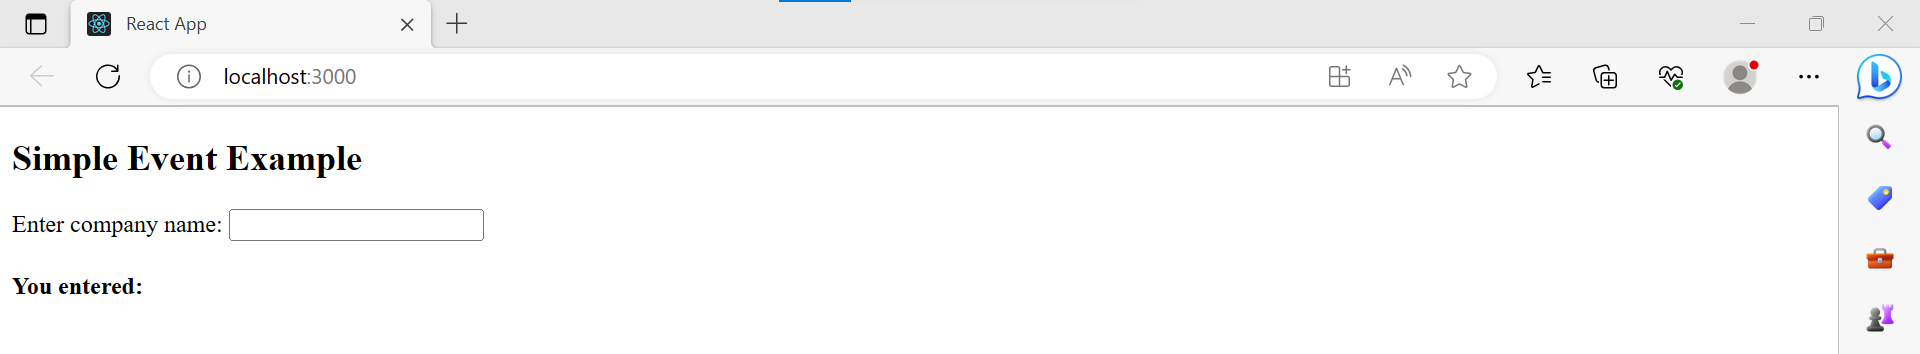 React App
localhost:3000
Simple Event Example
Enter company name:
You entered: